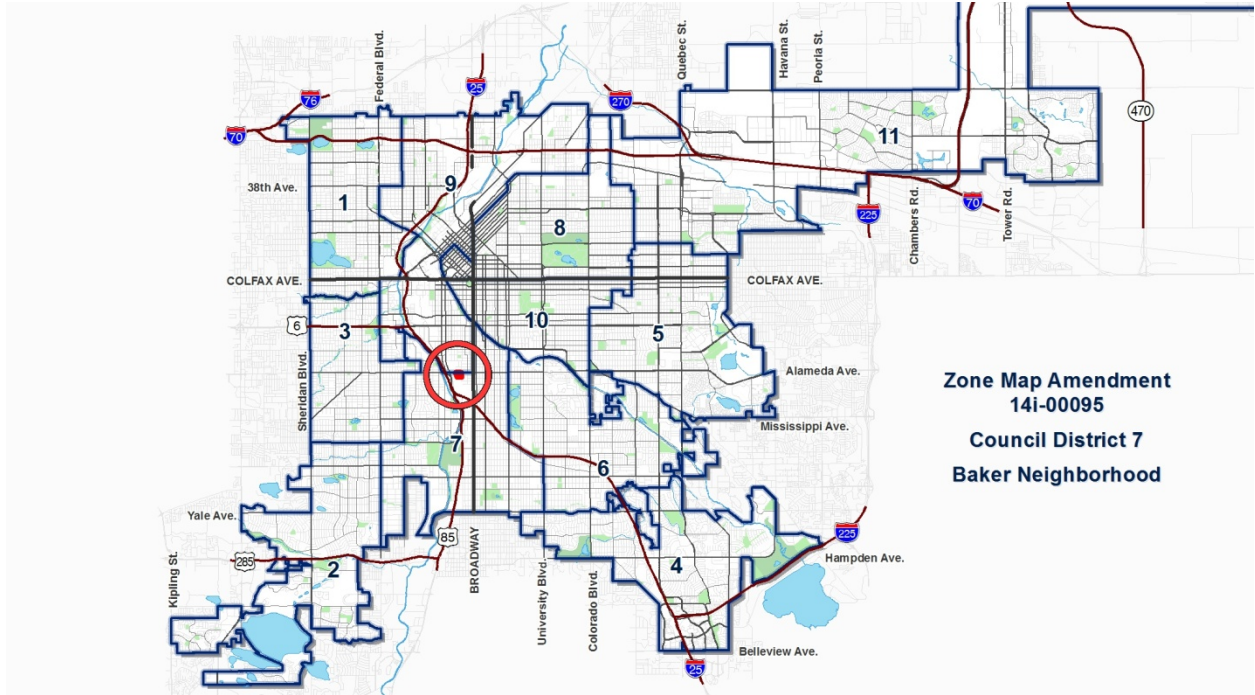 Quebec St.
Havana St.
Peoria St.
Federal Blvd.
25
76
270
70
470
11
38th Ave.
9
1
8
225
70
Chambers Rd.
Tower Rd.
COLFAX AVE.
COLFAX AVE.
6
3
10
5
Sheridan Blvd.
Alameda Ave.
Zone Map Amendment
14i-00095
Council District 7
Baker Neighborhood
Mississippi Ave.
7
6
Yale Ave.
85
225
285
2
4
Hampden Ave.
Kipling St.
BROADWAY
University Blvd.
Colorado Blvd.
Belleview Ave.
25